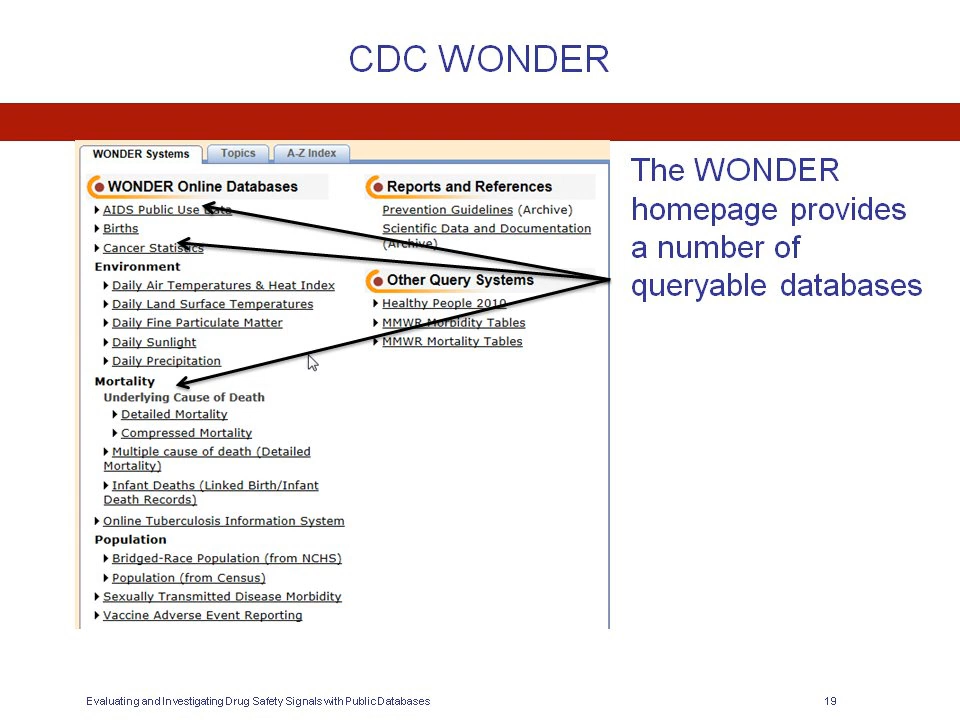 CDC WONDER
WONDER Systems
Topics
A-Z Index
WONDER Online Databases
AIDS Public Use Data
Births
Cancer Statistics
Environment
Daily Air Temperatures & Heat Index
Daily Land Surface Temperatures
Daily Fine Particulate Matter
Daily Sunlight
Daily Precipitation
Mortality
Underlying Cause of Death
Detailed Mortality
Compressed Mortality
Multiple cause of death (Detailed
Mortality)
Infant Deaths (Linked Birth/Infant
Death Records)
Online Tuberculosis Information System
Population
Bridged-Race Population (from NCHS)
Population (from Census)
Sexually Transmitted Disease Morbidity
Vaccine Adverse Event Reporting
Reports and References
Prevention Guidelines (Archive)
Scientific Data and Documentation
(Archive)
Other Query Systems
Healthy People 2010
MMWR Morbidity Tables
MMWR Mortality Tables
The WONDER
homepage provides
a number of
queryable databases
Evaluating and Investigating Drug Safety Signals with Public Databases
19